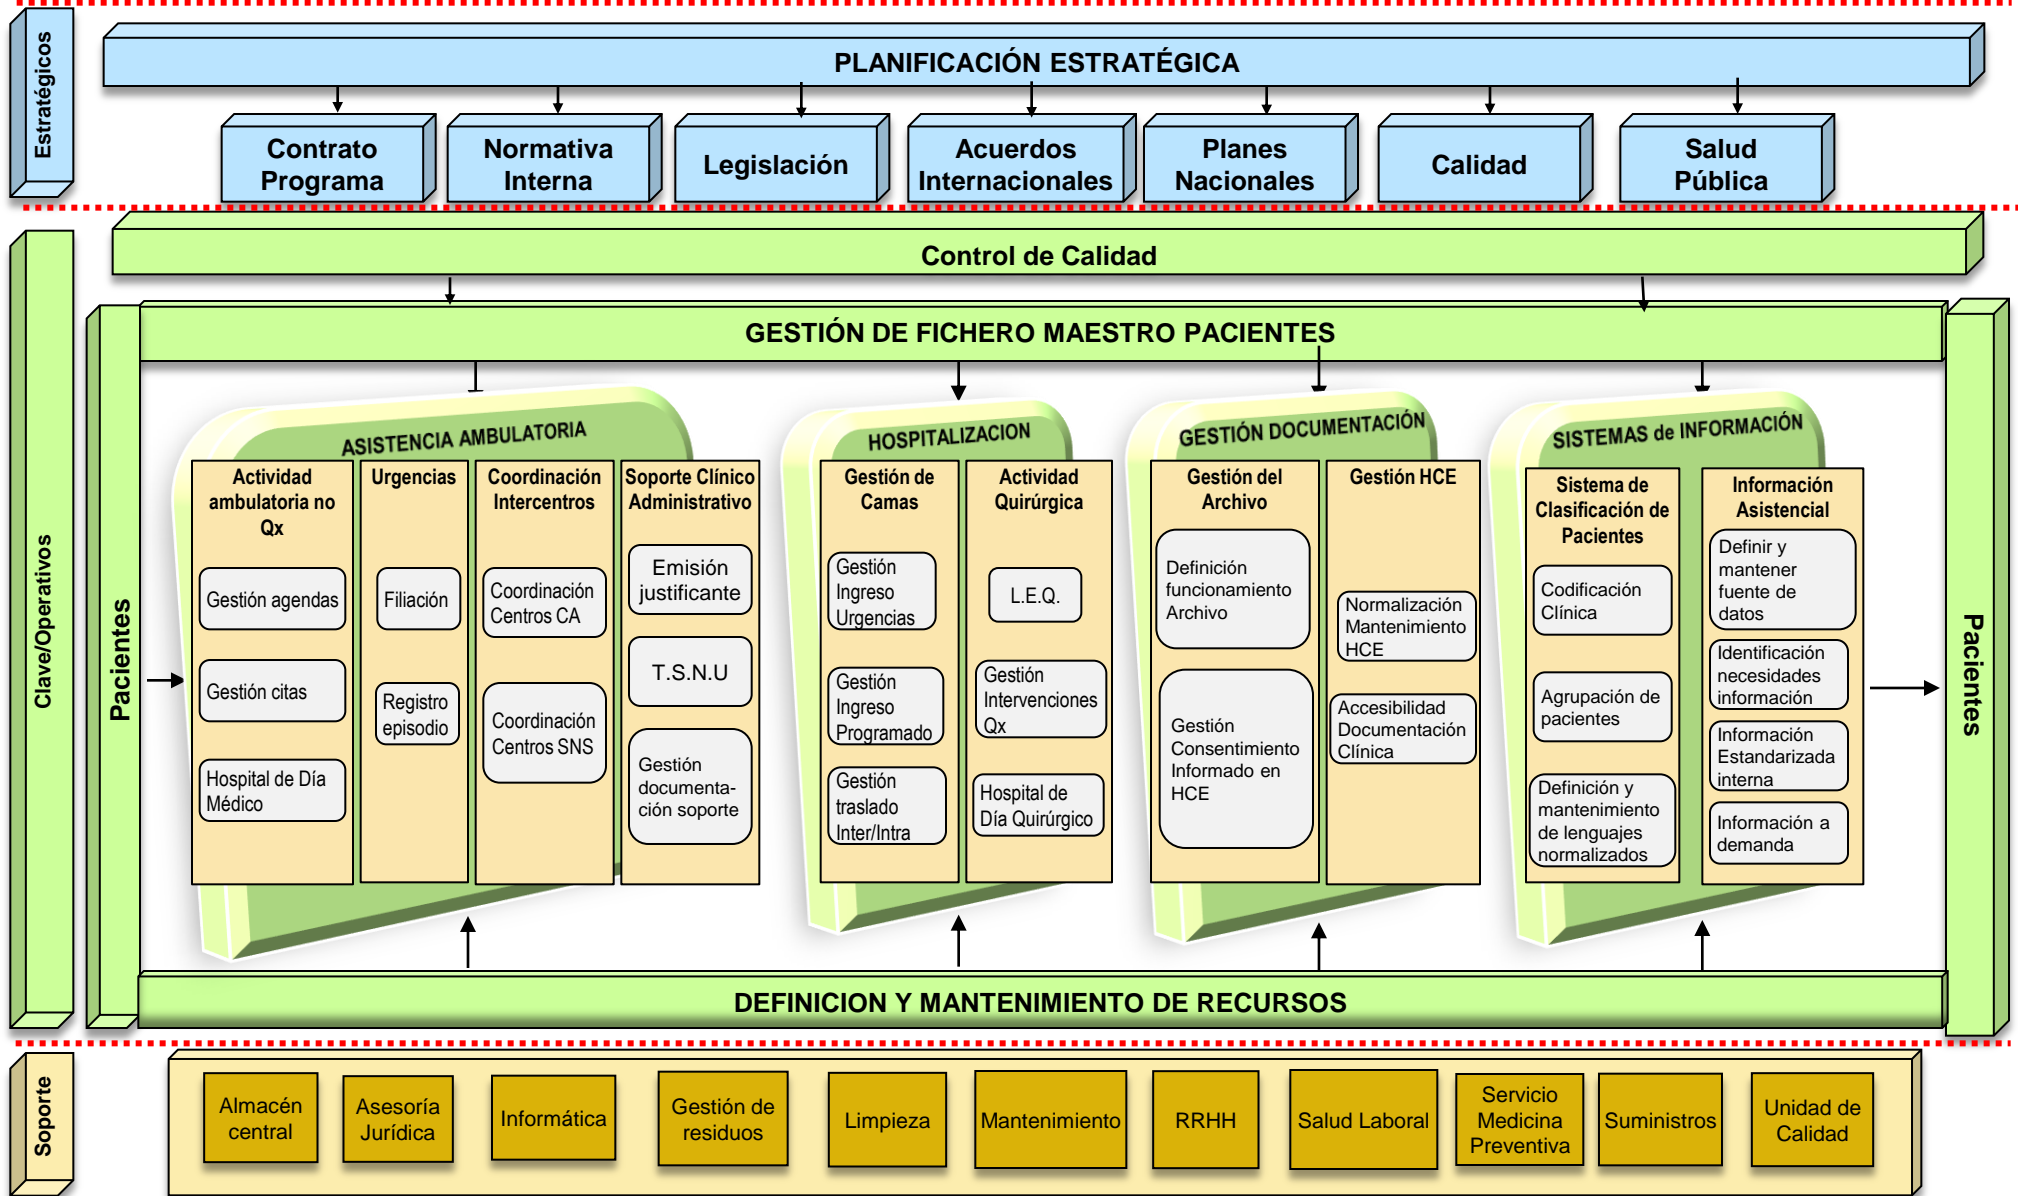 Estratégicos
PLANIFICACIÓN ESTRATÉGICA
Contrato
Programa
Normativa
Interna
Legislación
Acuerdos
Internacionales
Planes
Nacionales
Calidad
Salud
Pública
Clave/Operativos
Control de Calidad
Pacientes
GESTIÓN DE FICHERO MAESTRO PACIENTES
ASISTENCIA AMBULATORIA
Actividad
ambulatoria no
Qx
Gestión agendas
Gestión citas
Hospital de Día
Médico
Urgencias
Filiación
Registro
episodio
Coordinación
Intercentros
Coordinación
Centros CA
Coordinación
Centros SNS
Soporte Clínico
Administrativo
Emisión
justificante
T.S.N.U
Gestión
documenta-
ción soporte
HOSPITALIZACION
Gestión de
Camas
Gestión
Ingreso
Urgencias
Gestión
Ingreso
Programado
Gestión
traslado
Inter/Intra
Actividad
Quirúrgica
L.E.Q.
Gestión
Intervenciones
Qx
Hospital de
Día Quirúrgico
GESTIÓN DOCUMENTACIÓN
Gestión del
Archivo
Definición
funcionamiento
Archivo
Gestión
Consentimiento
Informado en
HCE
Gestión HCE
Normalización
Mantenimiento
HCE
Accesibilidad
Documentación
Clínica
SISTEMAS de INFORMACIÓN
Sistema de
Clasificación de
Pacientes
Codificación
Clínica
Agrupación de
pacientes
Definición y
mantenimiento
de lenguajes
normalizados
Información
Asistencial
Definir y
mantener
fuente de
datos
Identificación
necesidades
información
Información
Estandarizada
interna
Información a
demanda
Pacientes
DEFINICION Y MANTENIMIENTO DE RECURSOS
Soporte
Almacén
central
Asesoría
Jurídica
Informática
Gestión de
residuos
Limpieza
Mantenimiento
RRHH
Salud Laboral
Servicio
Medicina
Preventiva
Suministros
Unidad de
Calidad